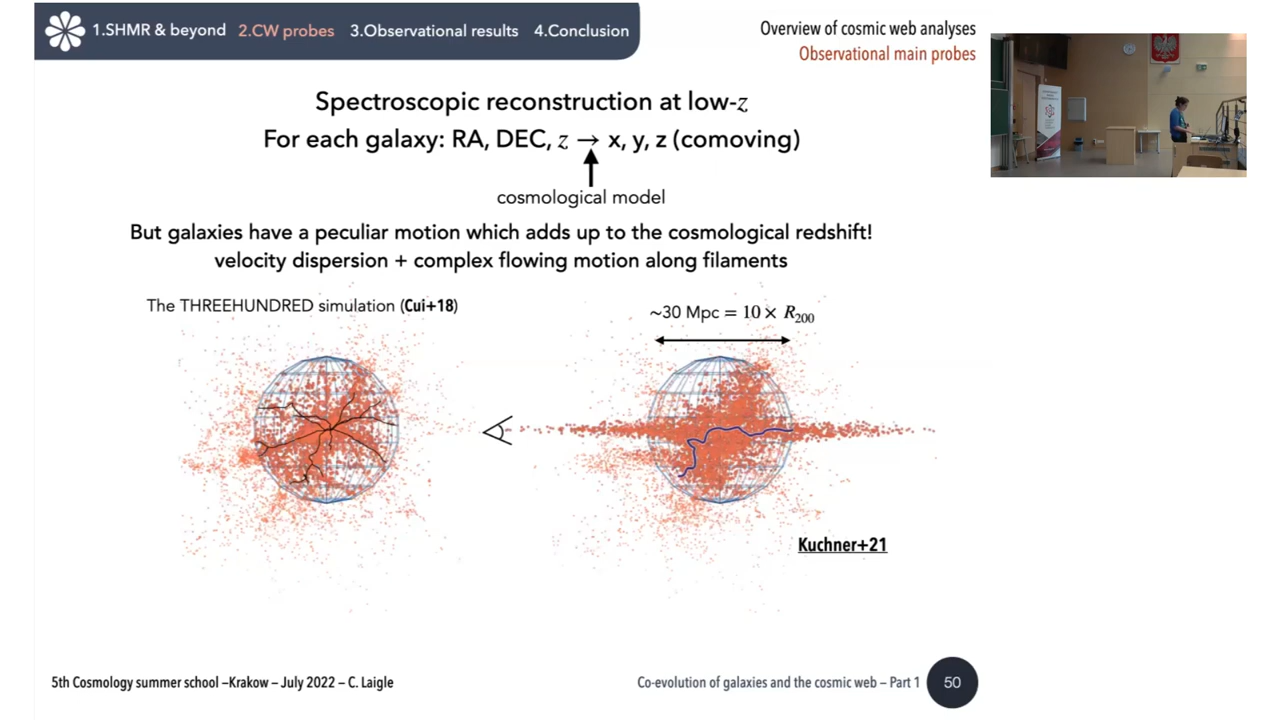 1.SHMR & beyond 2.CW probes 3.Observational results 4.Conclusion
Overview of cosmic web analyses
Observational main probes
Spectroscopic reconstruction at low-z
For each galaxy: RA, DEC, z → x, y, z (comoving)
cosmological model
But galaxies have a peculiar motion which adds up to the cosmological redshift!
velocity dispersion + complex flowing motion along filaments
The THREEHUNDRED simulation (Cui+18)
~30 Mpc = 10 × R200
Kuchner+21
5th Cosmology summer school –Krakow – July 2022 – C. Laigle
Co-evolution of galaxies and the cosmic web – Part 1
50